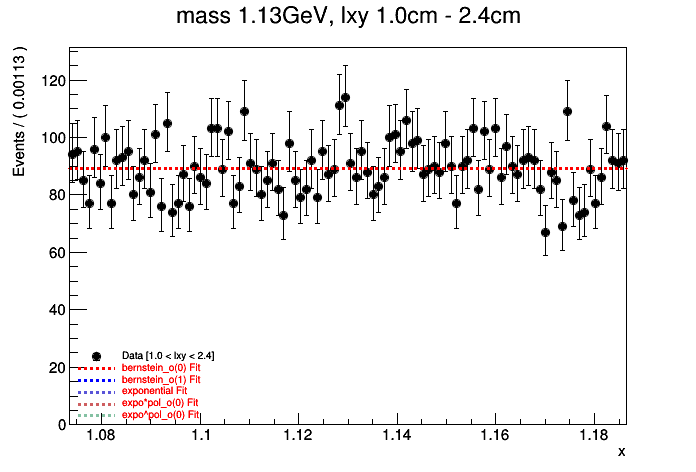 mass 1.13GeV, lxy 1.0cm - 2.4cm
Events / ( 0.00113 )
120
100
80
60
40
20
0
Data [1.0 < lxy < 2.4]
bernstein_o(0) Fit
bernstein_o(1) Fit
exponential Fit
expo*pol_o(0) Fit
expo^pol_o(0) Fit
1.08 1.1 1.12 1.14 1.16 1.18
x